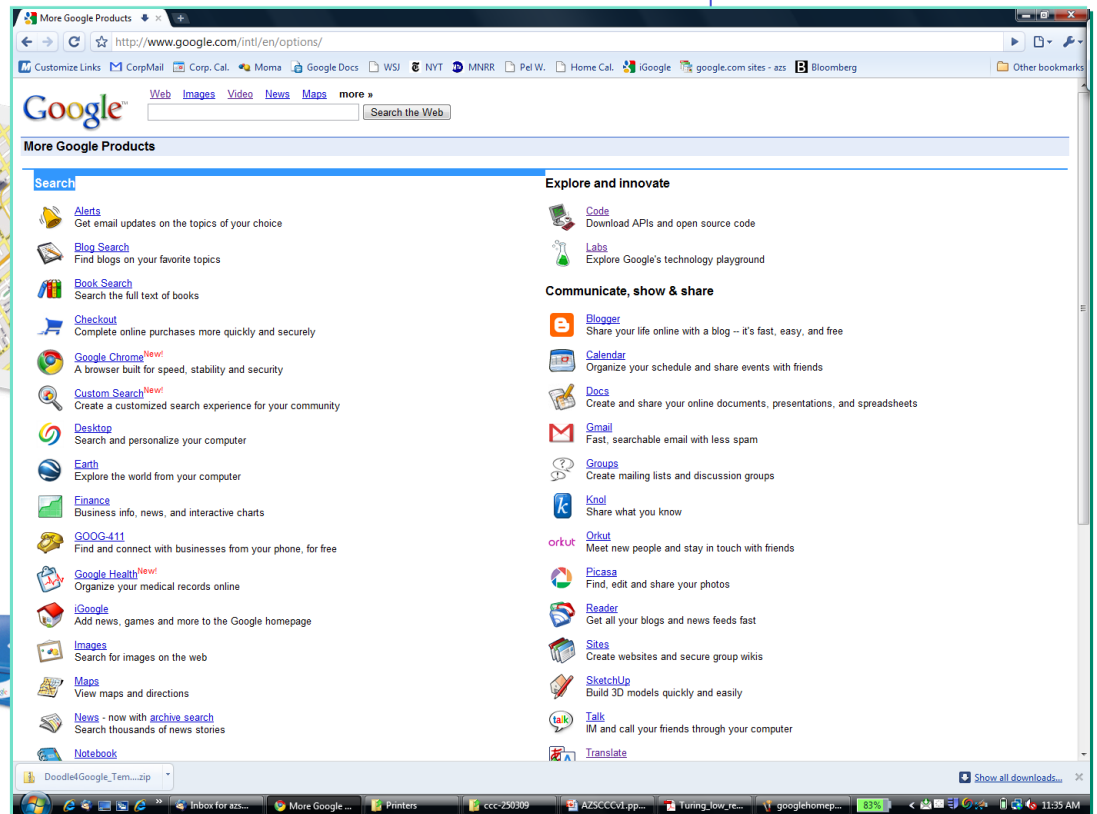 More Google Products
http://www.google.com/intl/en/options/
Customize Links CorpMail Corp. Cal. Moma Google Docs WSJ NYT MNRR Pel W. Home Cal. iGoogle google.com sites - azs Bloomberg Other bookmarks
Web Images Video News Maps more »
Google™
Search the Web
More Google Products
Search
Alerts
Get email updates on the topics of your choice
Blog Search
Find blogs on your favorite topics
Book Search
Search the full text of books
Checkout
Complete online purchases more quickly and securely
Google Chrome New!
A browser built for speed, stability and security
Custom Search New!
Create a customized search experience for your community
Desktop
Search and personalize your computer
Earth
Explore the world from your computer
Finance
Business info, news, and interactive charts
GOOG-411
Find and connect with businesses from your phone, for free
Google Health New!
Organize your medical records online
iGoogle
Add news, games and more to the Google homepage
Images
Search for images on the web
Maps
View maps and directions
News - now with archive search
Search thousands of news stories
Notebook
Explore and innovate
Code
Download APIs and open source code
Labs
Explore Google's technology playground
Communicate, show & share
Blogger
Share your life online with a blog -- it's fast, easy, and free
Calendar
Organize your schedule and share events with friends
Docs
Create and share your online documents, presentations, and spreadsheets
Gmail
Fast, searchable email with less spam
Groups
Create mailing lists and discussion groups
Knol
Share what you know
orkut
Orkut
Meet new people and stay in touch with friends
Picasa
Find, edit and share your photos
Reader
Get all your blogs and news feeds fast
Sites
Create websites and secure group wikis
SketchUp
Build 3D models quickly and easily
talk
Talk
IM and call your friends through your computer
Translate
Doodle4Google_Tem....zip Show all downloads...
Inbox for azs... More Google ... Printers ccc-250309 AZSCCCv1.pp... Turing_low_re... googlehomep... 83% 11:35 AM